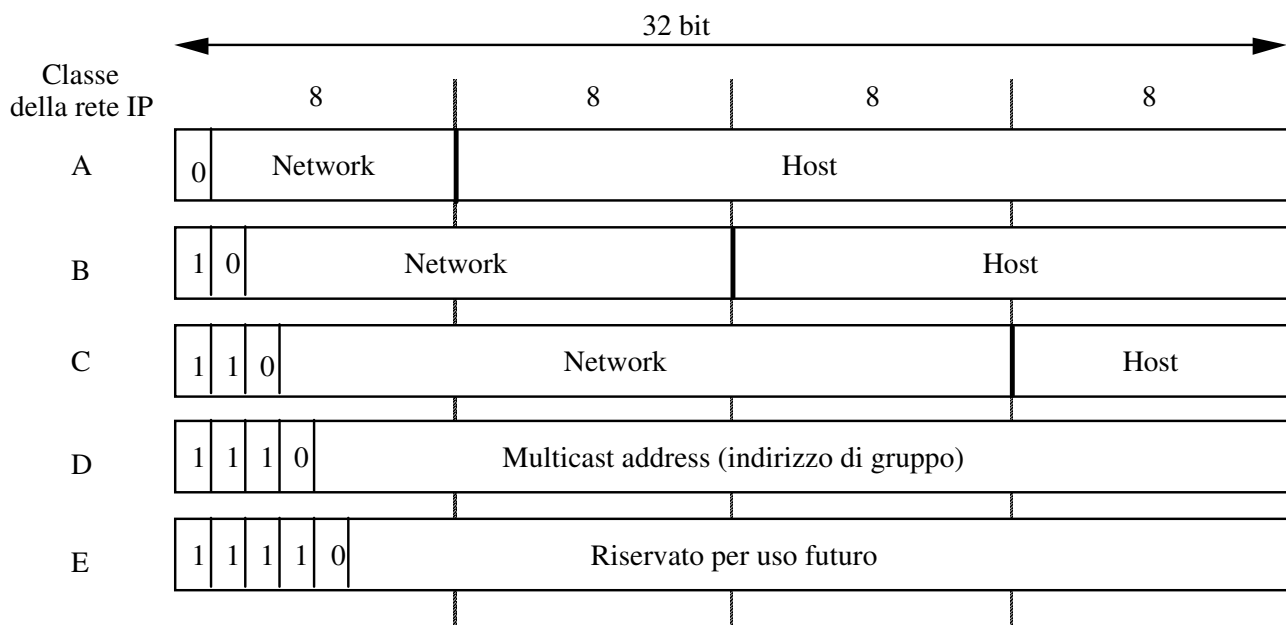 32 bit
Classe
della rete IP
8 8 8 8
A 0 Network Host
B 1 0 Network Host
C 1 1 0 Network Host
D 1 1 1 0 Multicast address (indirizzo di gruppo)
E 1 1 1 1 0 Riservato per uso futuro